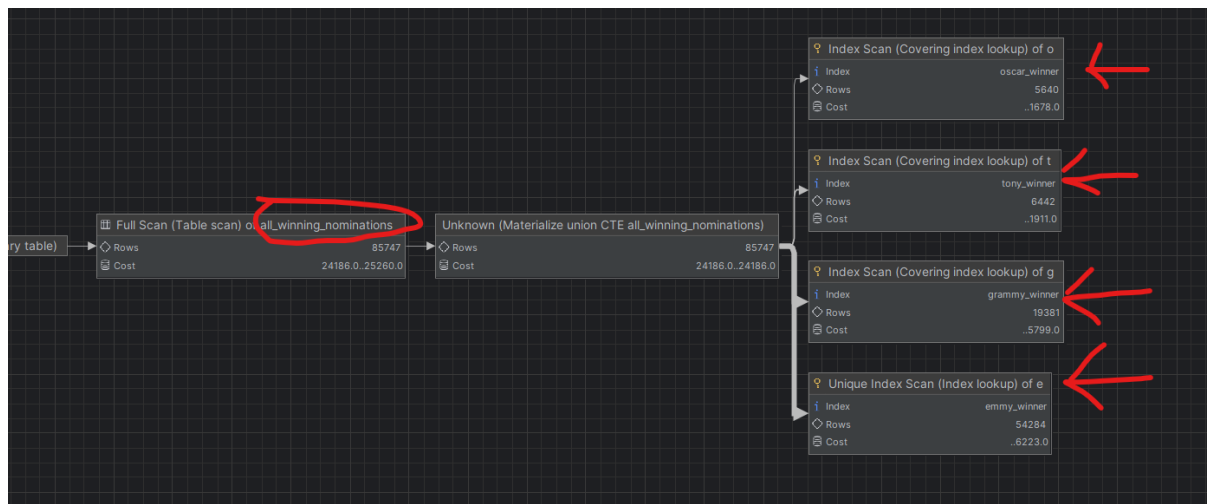 Index Scan (Covering index lookup) of o
i Index oscar_winner
Rows 5640
Cost ..1678.0
Index Scan (Covering index lookup) of t
i Index tony_winner
Rows 6442
Cost ..1911.0
ry table)
Full Scan (Table scan) of all_winning_nominations
Rows 85747
Cost 24186.0..25260.0
Unknown (Materialize union CTE all_winning_nominations)
Rows 85747
Cost 24186.0..24186.0
Index Scan (Covering index lookup) of g
i Index grammy_winner
Rows 19381
Cost ..5799.0
Unique Index Scan (Index lookup) of e
i Index emmy_winner
Rows 54284
Cost ..6223.0